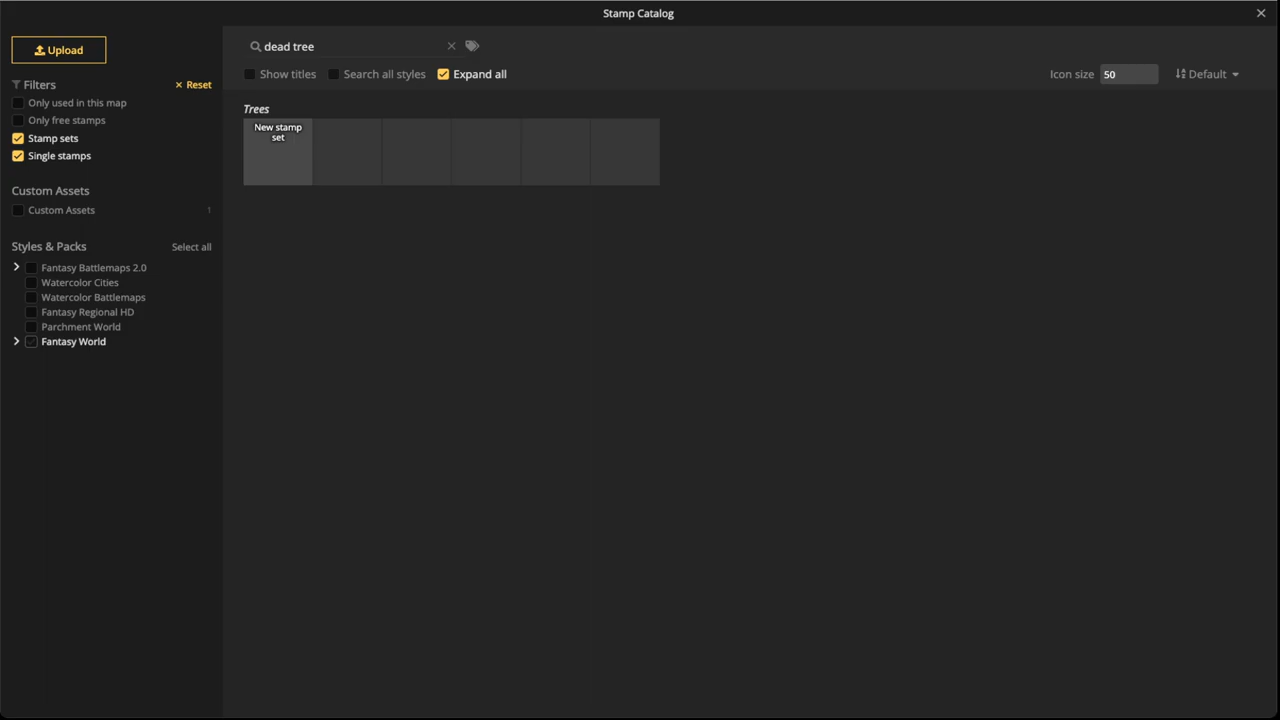 Stamp Catalog
Upload
dead tree
Filters
Reset
Show titles
Search all styles
Expand all
Icon size
50
Default
Only used in this map
Only free stamps
Stamp sets
Single stamps
Trees
New stamp
set
Custom Assets
Custom Assets
1
Styles & Packs
Select all
Fantasy Battlemaps 2.0
Watercolor Cities
Watercolor Battlemaps
Fantasy Regional HD
Parchment World
Fantasy World